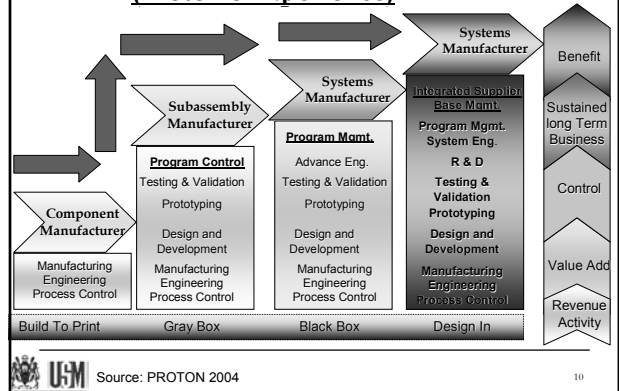 Systems
Manufacturer
Systems
Manufacturer
Subassembly
Manufacturer
Component
Manufacturer
Integrated Supplier
Base Mgmt.
Program Mgmt.
System Eng.
R & D
Testing &
Validation
Prototyping
Design and
Development
Manufacturing
Engineering
Process Control
Program Mgmt.
Advance Eng.
Testing & Validation
Prototyping
Design and
Development
Manufacturing
Engineering
Process Control
Program Control
Testing & Validation
Prototyping
Design and
Development
Manufacturing
Engineering
Process Control
Manufacturing
Engineering
Process Control
Benefit
Sustained
long Term
Business
Control
Value Add
Revenue
Activity
Build To Print
Gray Box
Black Box
Design In
USM
Source: PROTON 2004
10